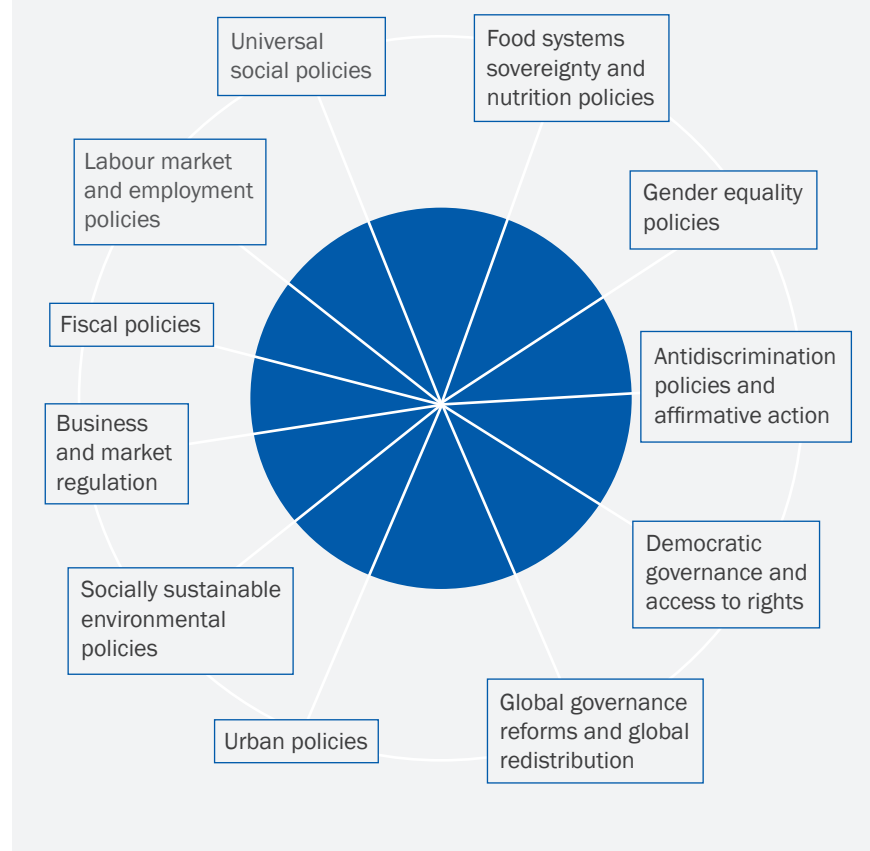 Universal
social policies
Food systems
sovereignty and
nutrition policies
Labour market
and employment
policies
Gender equality
policies
Fiscal policies
Antidiscrimination
policies and
affirmative action
Business
and market
regulation
Democratic
governance and
access to rights
Socially sustainable
environmental
policies
Global governance
reforms and global
redistribution
Urban policies